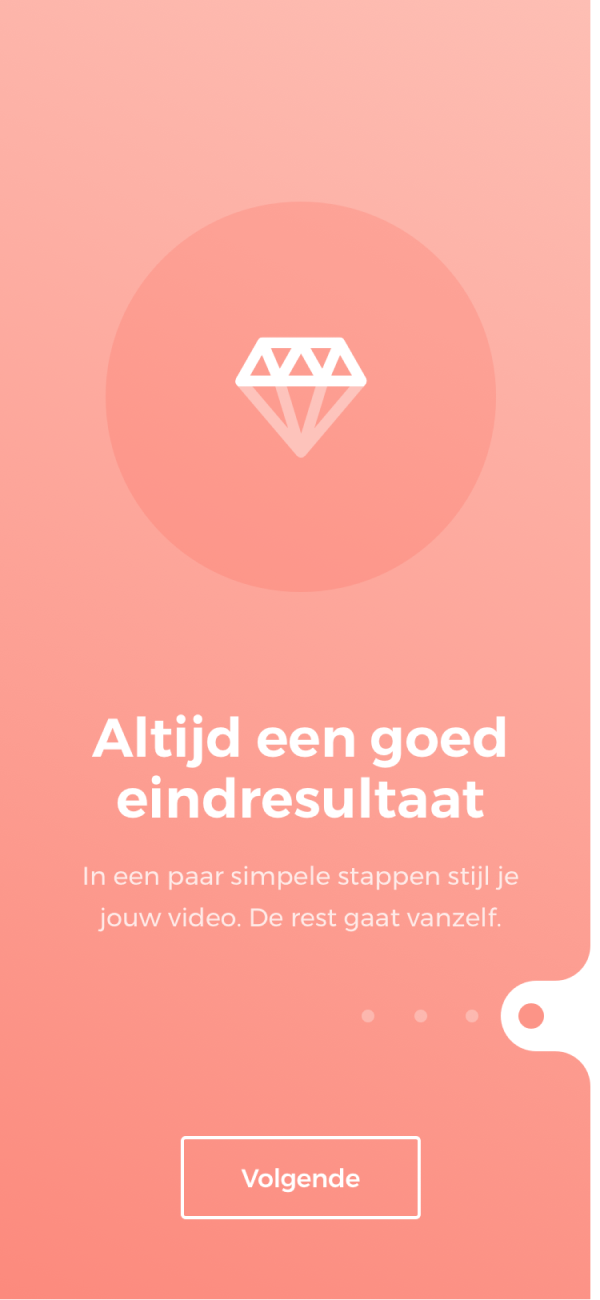 Altijd een goed
eindresultaat
In een paar simpele stappen stijl je
jouw video. De rest gaat vanzelf.
Volgende